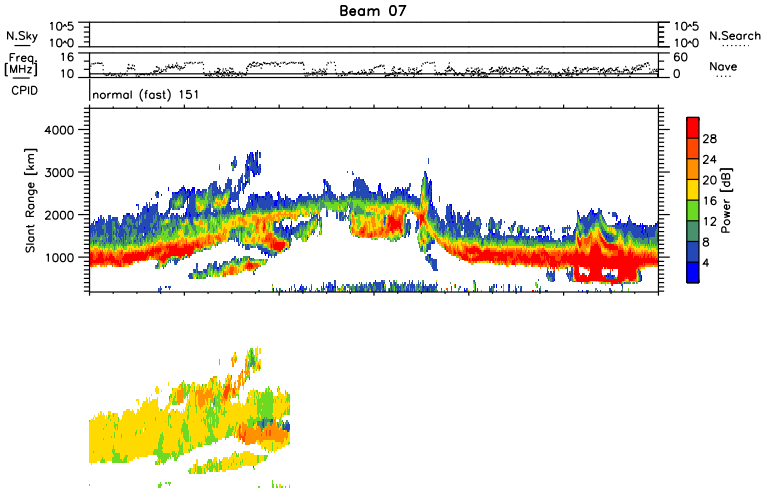 Beam 07
N.Sky 10^5 10^5 N.Search
10^0 10^0
Freq. 16 60
[MHz] 10 0 Nave
CPID normal (fast) 151
Slant Range [km]
4000
3000
2000
1000
28
24
20
16
12
8
4
Power [dB]